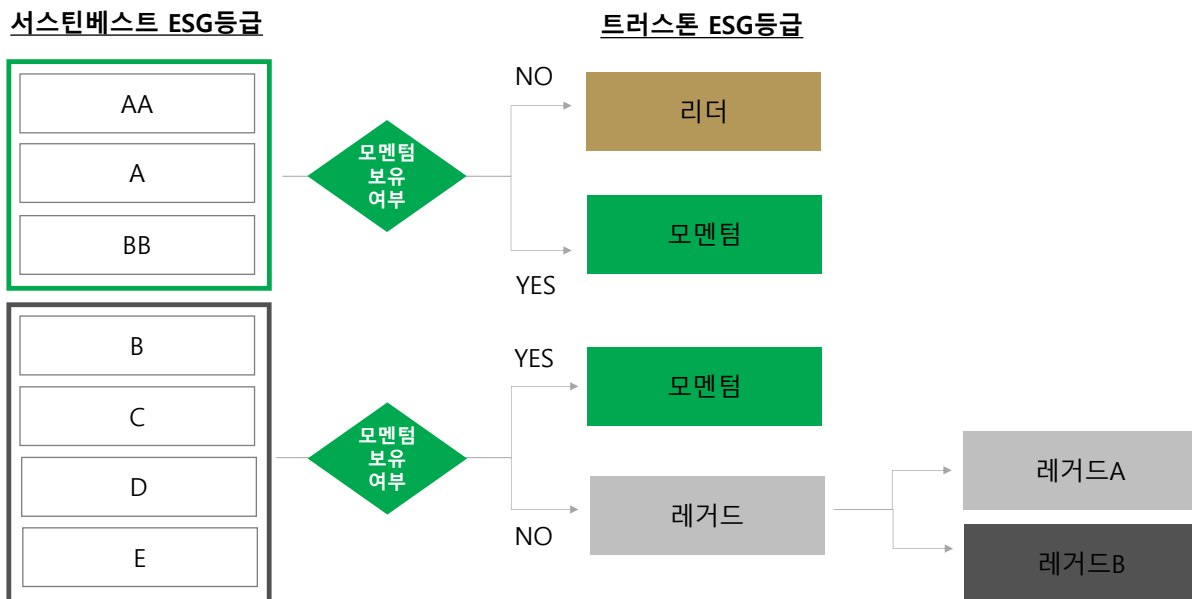 서스틴베스트 ESG등급
트러스톤 ESG등급
AA
A
BB
모멘텀
보유
여부
NO
리더
YES
모멘텀
B
C
D
E
모멘텀
보유
여부
YES
모멘텀
NO
레거드
레거드A
레거드B